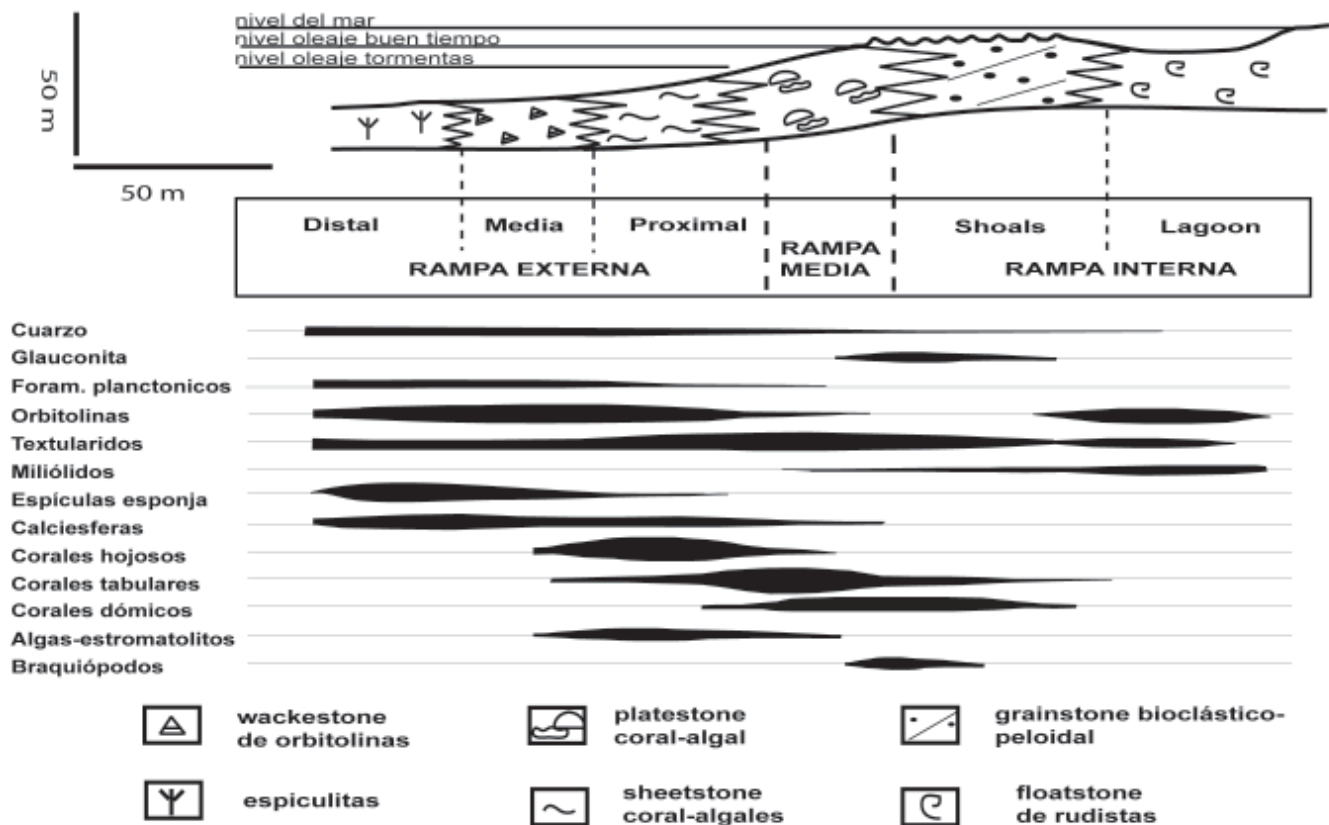 nivel del mar
nivel oleaje buen tiempo
nivel oleaje tormentas
50 m
50 m
Distal Media Proximal Shoals Lagoon
RAMPA EXTERNA RAMPA MEDIA RAMPA INTERNA
Cuarzo
Glauconita
Foram. planctonicos
Orbitolinas
Textularidos
Miliólidos
Espículas esponja
Calciesferas
Corales hojosos
Corales tabulares
Corales dómicos
Algas-estromatolitos
Braquiópodos
wackestone
de orbitolinas
platestone
coral-algal
grainstone bioclástico-
peloidal
espiculitas
sheetstone
coral-algales
floatstone
de rudistas